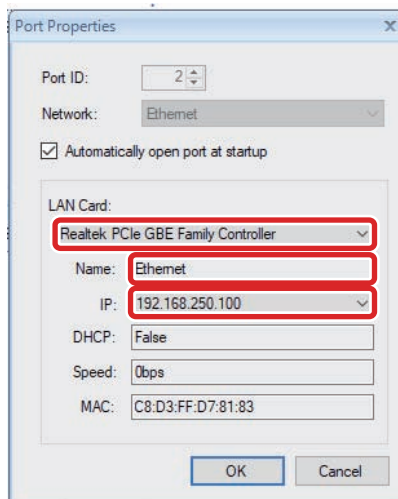 Port Properties
X
Port ID: 2
Network: Ethernet
Automatically open port at startup
LAN Card:
Realtek PCIe GBE Family Controller
Name: Ethernet
IP: 192.168.250.100
DHCP: False
Speed: 0bps
MAC: C8:D3:FF:D7:81:83
OK Cancel